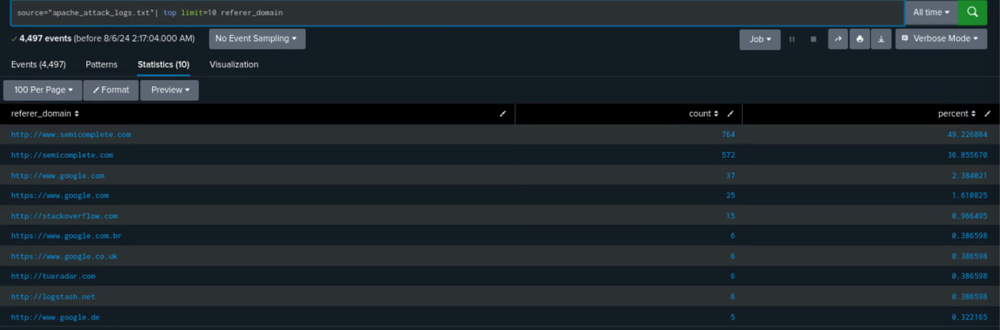 source="apache_attack_logs.txt"| top limit=10 referer_domain All time
4,497 events (before 8/6/24 2:17:04.000 AM) No Event Sampling Job Verbose Mode
Events (4,497) Patterns Statistics (10) Visualization
100 Per Page Format Preview
referer_domain count percent
http://www.semicomplete.com 764 49.226804
http://semicomplete.com 572 36.855670
http://www.google.com 37 2.384021
https://www.google.com 25 1.610825
http://stackoverflow.com 15 0.966495
https://www.google.com.br 6 0.386598
https://www.google.co.uk 6 0.386598
http://tuxradar.com 6 0.386598
http://logstash.net 6 0.386598
http://www.google.de 5 0.322165